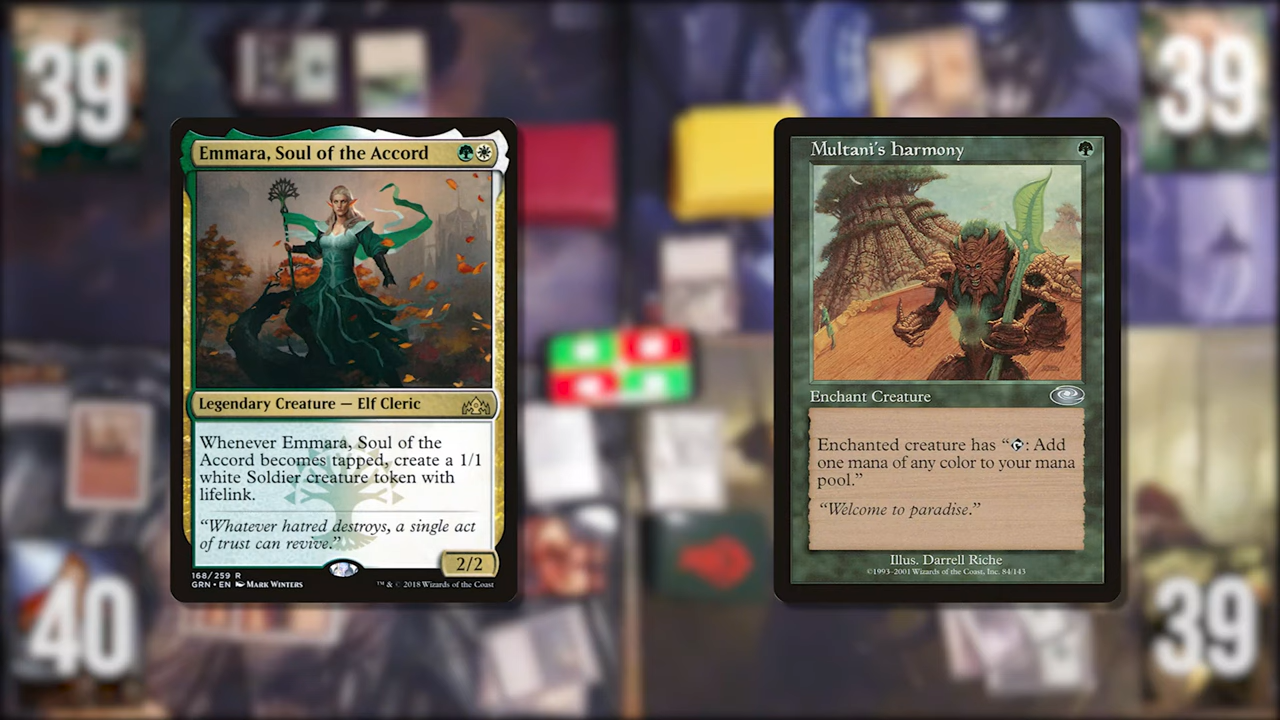 39
39
Emmara, Soul of the Accord
Legendary Creature — Elf Cleric
Whenever Emmara, Soul of the
Accord becomes tapped, create a 1/1
white Soldier creature token with
lifelink.
“Whatever hatred destroys, a single act
of trust can revive.”
2/2
168/259 R
GRN • EN Mark Winters
™ & © 2018 Wizards of the Coast
Multani's Harmony
Enchant Creature
Enchanted creature has “: Add
one mana of any color to your mana
pool.”
“Welcome to paradise.”
Illus. Darrell Riche
©1993-2001 Wizards of the Coast, Inc. 84/143
40
39